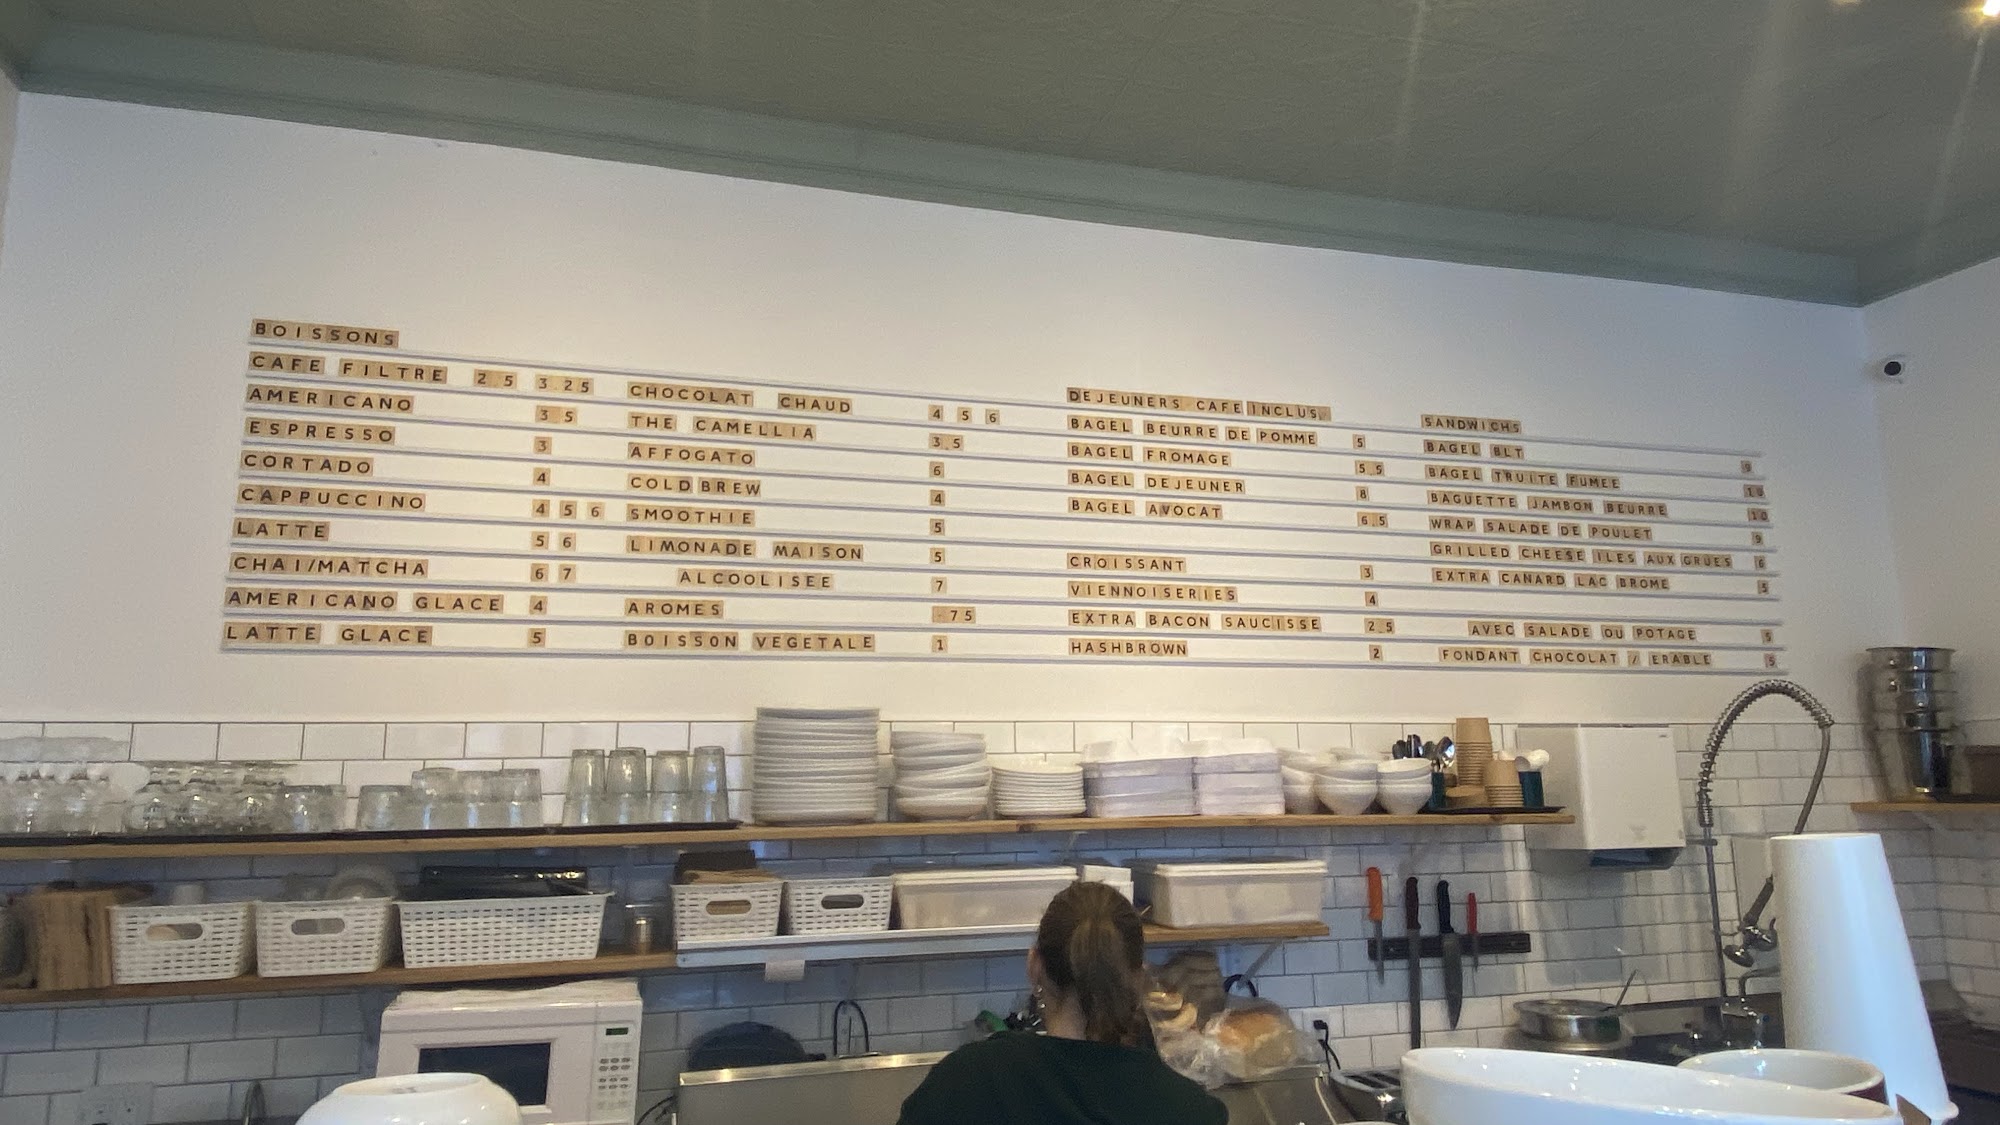 BOISSONS
CAFE FILTRE 2.5 3.25
AMERICANO 3.5
ESPRESSO 3
CORTADO 4
CAPPUCCINO 4 5 6
LATTE 5 6
CHAI/MATCHA 6 7
AMERICANO GLACE 4
LATTE GLACE 5
CHOCOLAT CHAUD 4 5 6
THE CAMELLIA 3.5
AFFOGATO 6
COLD BREW 4
SMOOTHIE 5
LIMONADE MAISON 5
ALCOOLISEE 7
AROMES .75
BOISSON VEGETALE 1
DEJEUNERS CAFE INCLUS
BAGEL BEURRE DE POMME 5
BAGEL FROMAGE 5.5
BAGEL DEJEUNER 8
BAGEL AVOCAT 6.5
CROISSANT 3
VIENNOISERIES 4
EXTRA BACON SAUCISSE 2.5
HASHBROWN 2
SANDWICHS
BAGEL BLT 9
BAGEL TRUITE FUMEE 10
BAGUETTE JAMBON BEURRE 10
WRAP SALADE DE POULET 9
GRILLED CHEESE ILES AUX GRUES 6
EXTRA CANARD LAC BROME 5
AVEC SALADE OU POTAGE 5
FONDANT CHOCOLAT / ERABLE 5